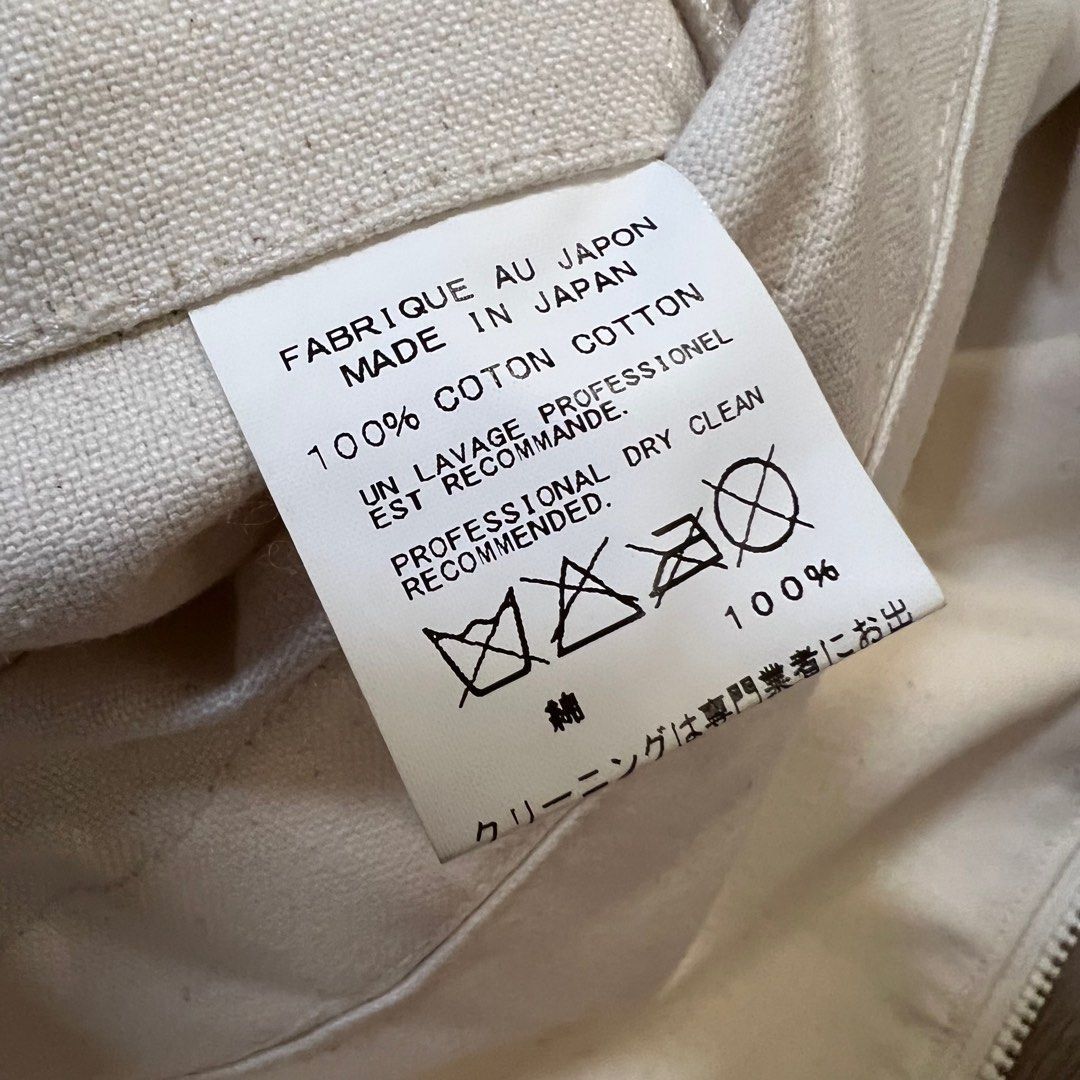 FABRIQUE AU JAPON
MADE IN JAPAN
100% COTON COTTON
UN LAVAGE PROFESSIONEL
EST RECOMMANDE.
PROFESSIONAL DRY CLEAN
RECOMMENDED.
綿 100%
クリーニングは専門業者にお出